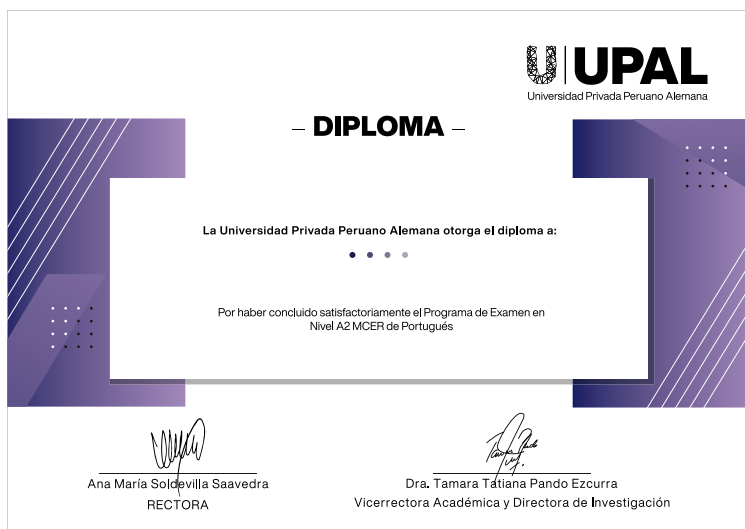 UPAL
Universidad Privada Peruano Alemana
– DIPLOMA –
La Universidad Privada Peruano Alemana otorga el diploma a:
Por haber concluido satisfactoriamente el Programa de Examen en
Nivel A2 MCER de Portugués
Ana María Soldevilla Saavedra
RECTORA
Dra. Tamara Tatiana Pando Ezcurra
Vicerrectora Académica y Directora de Investigación